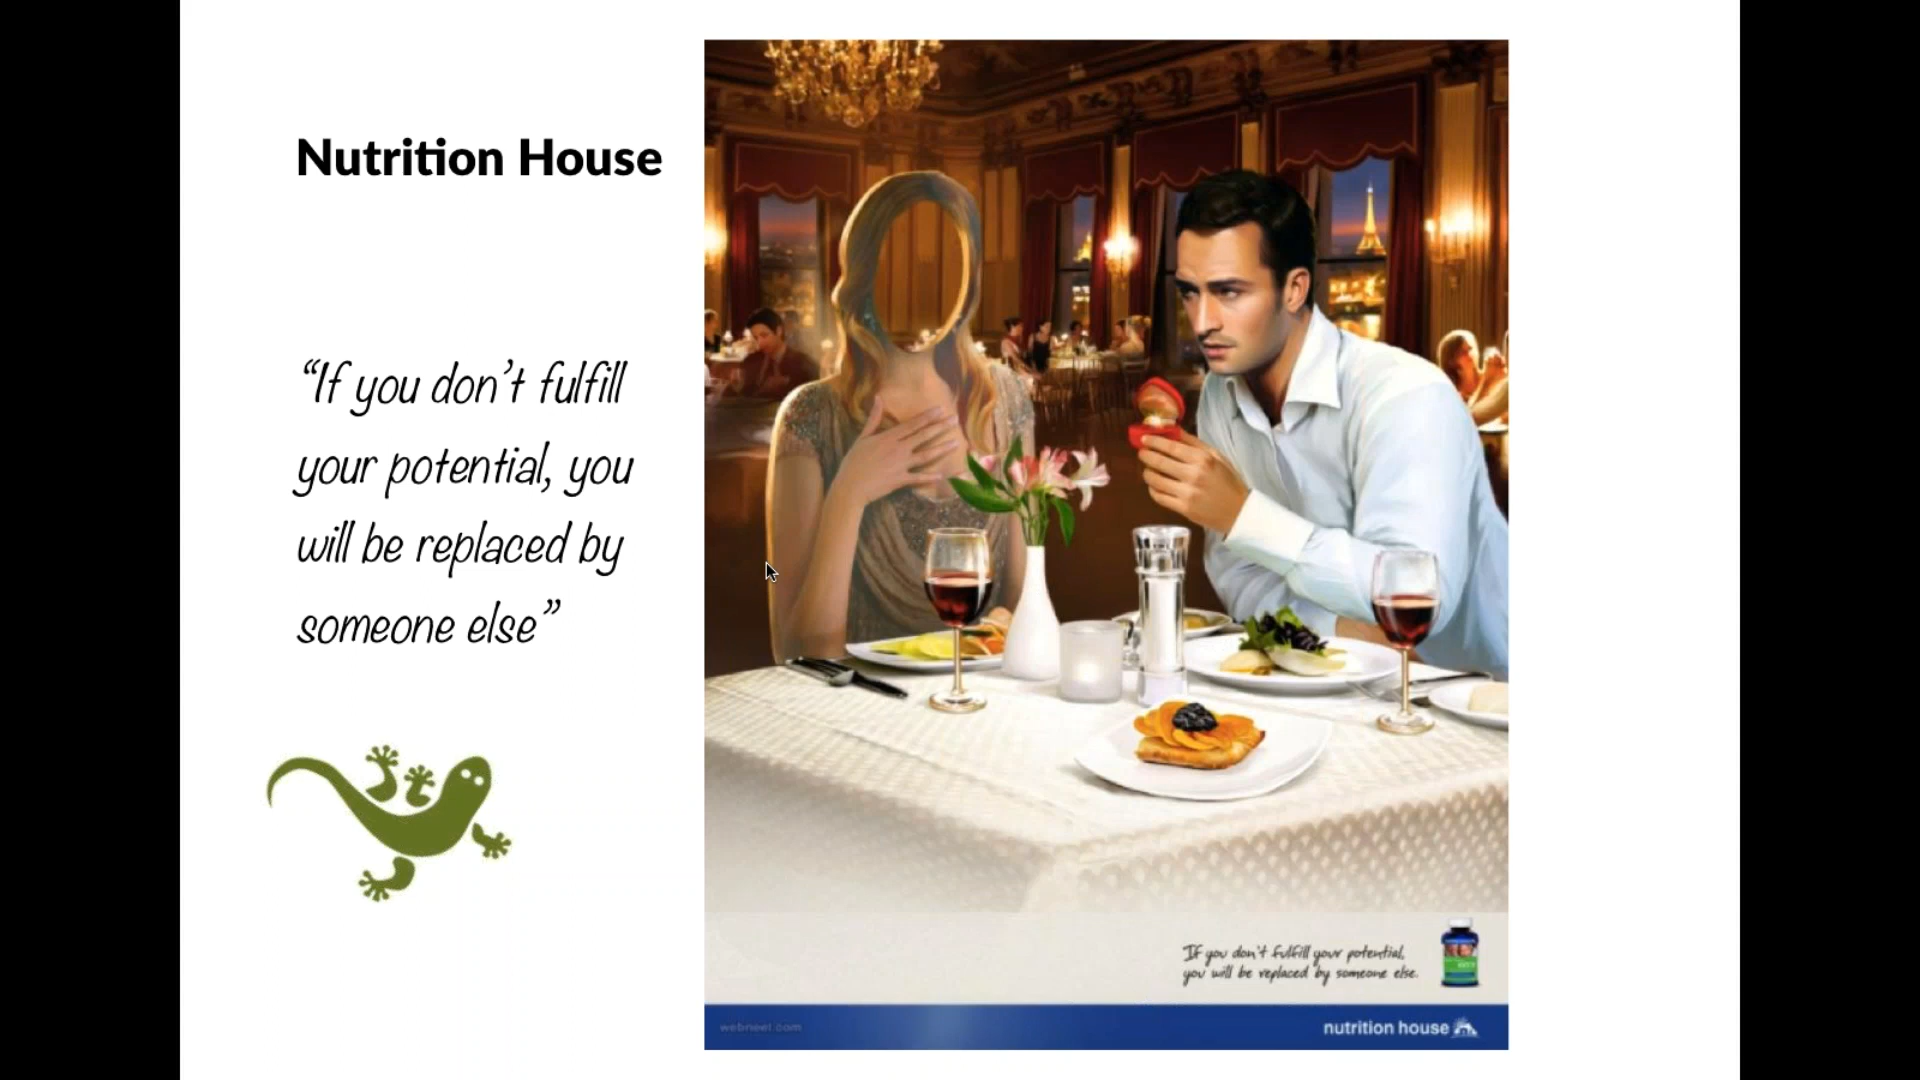 Nutrition House
“If you don’t fulfill
your potential, you
will be replaced by
someone else”
If you don't fulfill your potential,
you will be replaced by someone else.
webneel.com
nutrition house